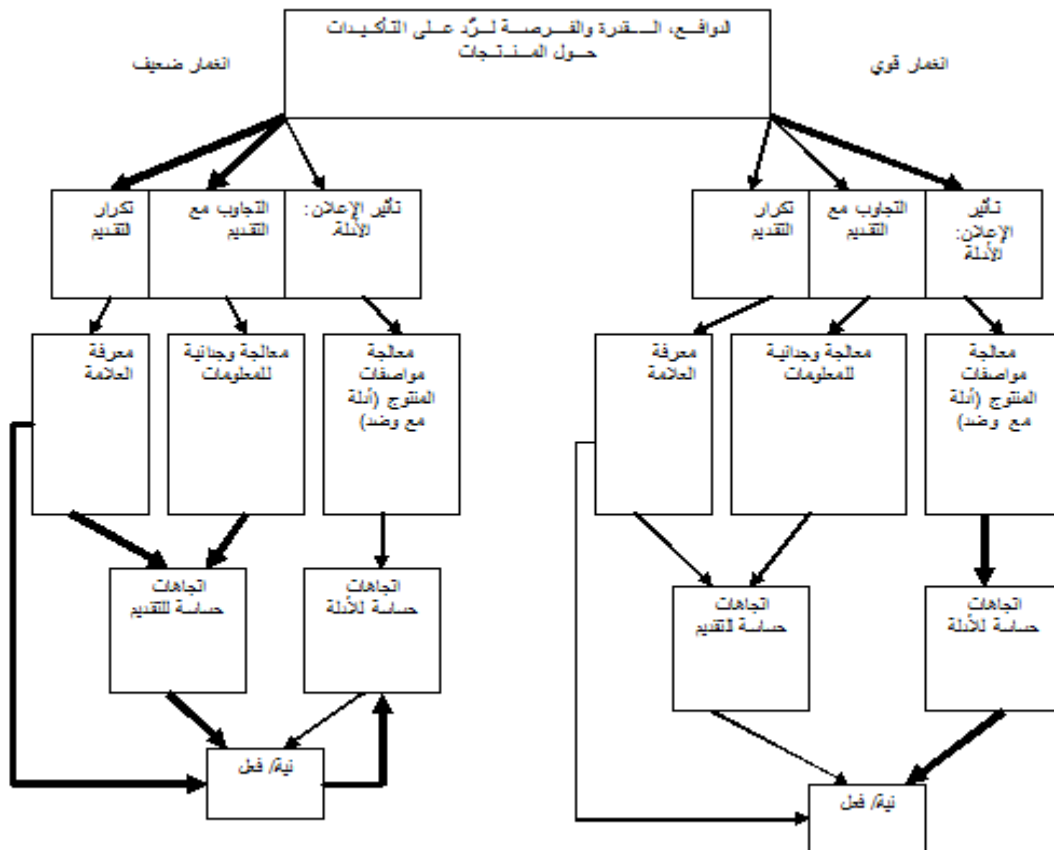 الدوافع، المقدرة والفرصة لرَّد على التأكيدات
حول المنتجات
انغمار قوي
انغمار ضعيف
تأثير
الإعلان:
الأدلة
التجاوب مع
التقديم
تكرار
التقديم
تأثير الإعلان:
الأدلة
التجاوب مع
التقديم
تكرار
التقديم
معالجة
مواصفات
المنتوج (أدلة
مع وضد)
معالجة وجدانية
للمعلومات
معرفة
العلامة
معالجة
مواصفات
المنتوج (أدلة
مع وضد)
معالجة وجدانية
للمعلومات
معرفة
العلامة
اتجاهات
حساسة للأدلة
اتجاهات
حساسة للتقديم
اتجاهات
حساسة للأدلة
اتجاهات
حساسة للتقديم
نية/ فعل
نية/ فعل